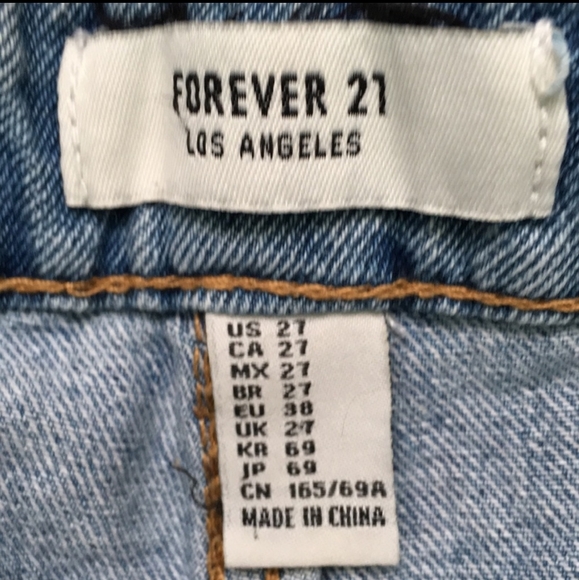 FOREVER 21
LOS ANGELES
US 27
CA 27
MX 27
BR 27
EU 38
UK 27
KR 69
JP 69
CN 165/69A
MADE IN CHINA